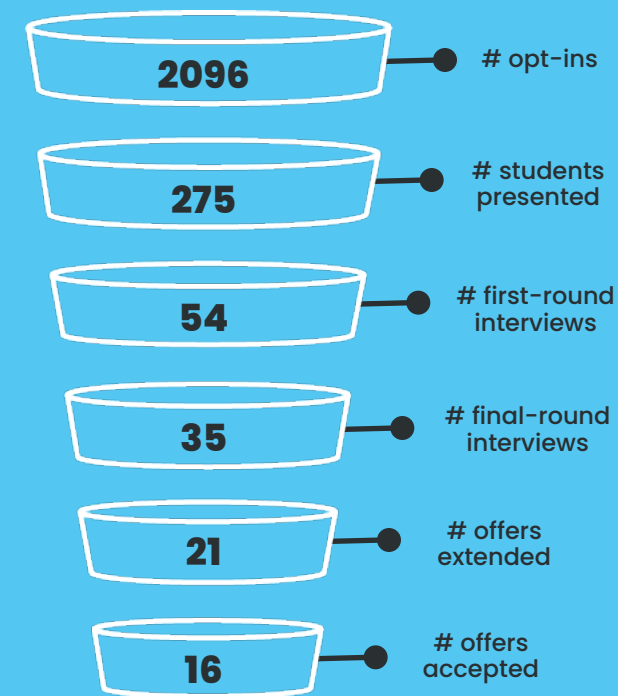 2096
# opt-ins
275
# students
presented
54
# first-round
interviews
35
# final-round
interviews
21
# offers
extended
16
# offers
accepted